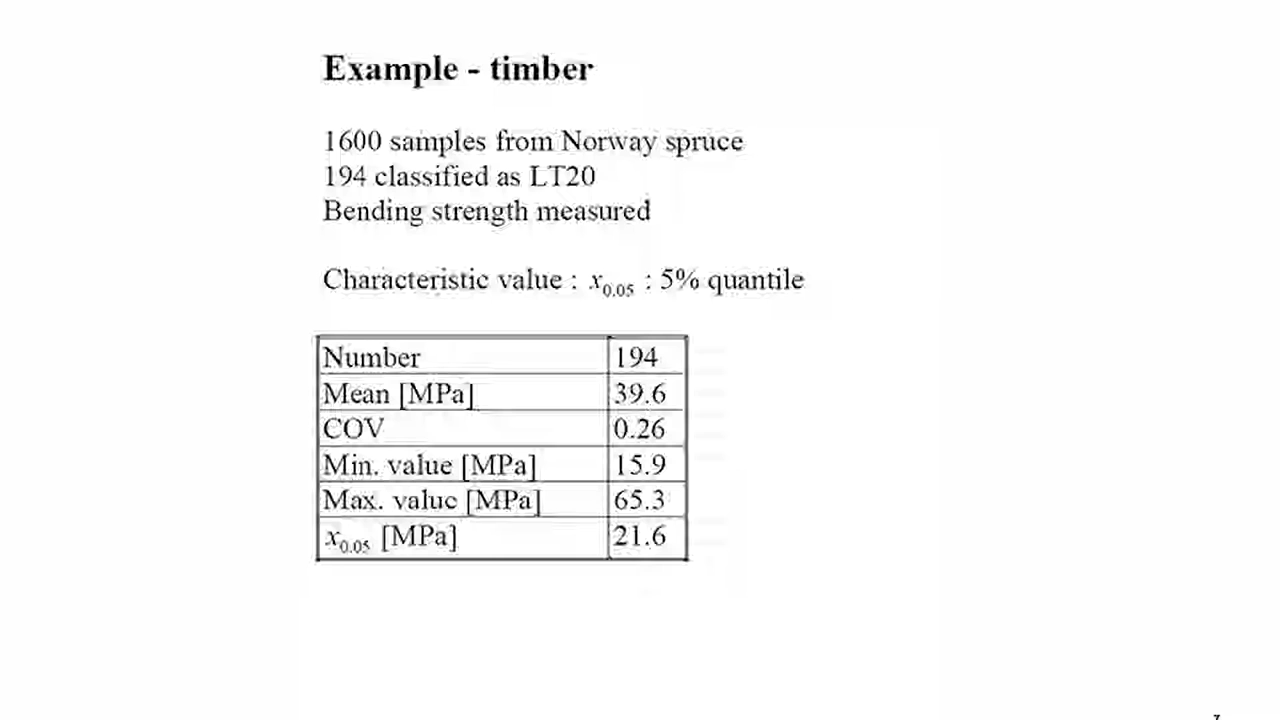 Example - timber
1600 samples from Norway spruce
194 classified as LT20
Bending strength measured
Characteristic value : x0.05 : 5% quantile
Number 194
Mean [MPa] 39.6
COV 0.26
Min. value [MPa] 15.9
Max. value [MPa] 65.3
x0.05 [MPa] 21.6